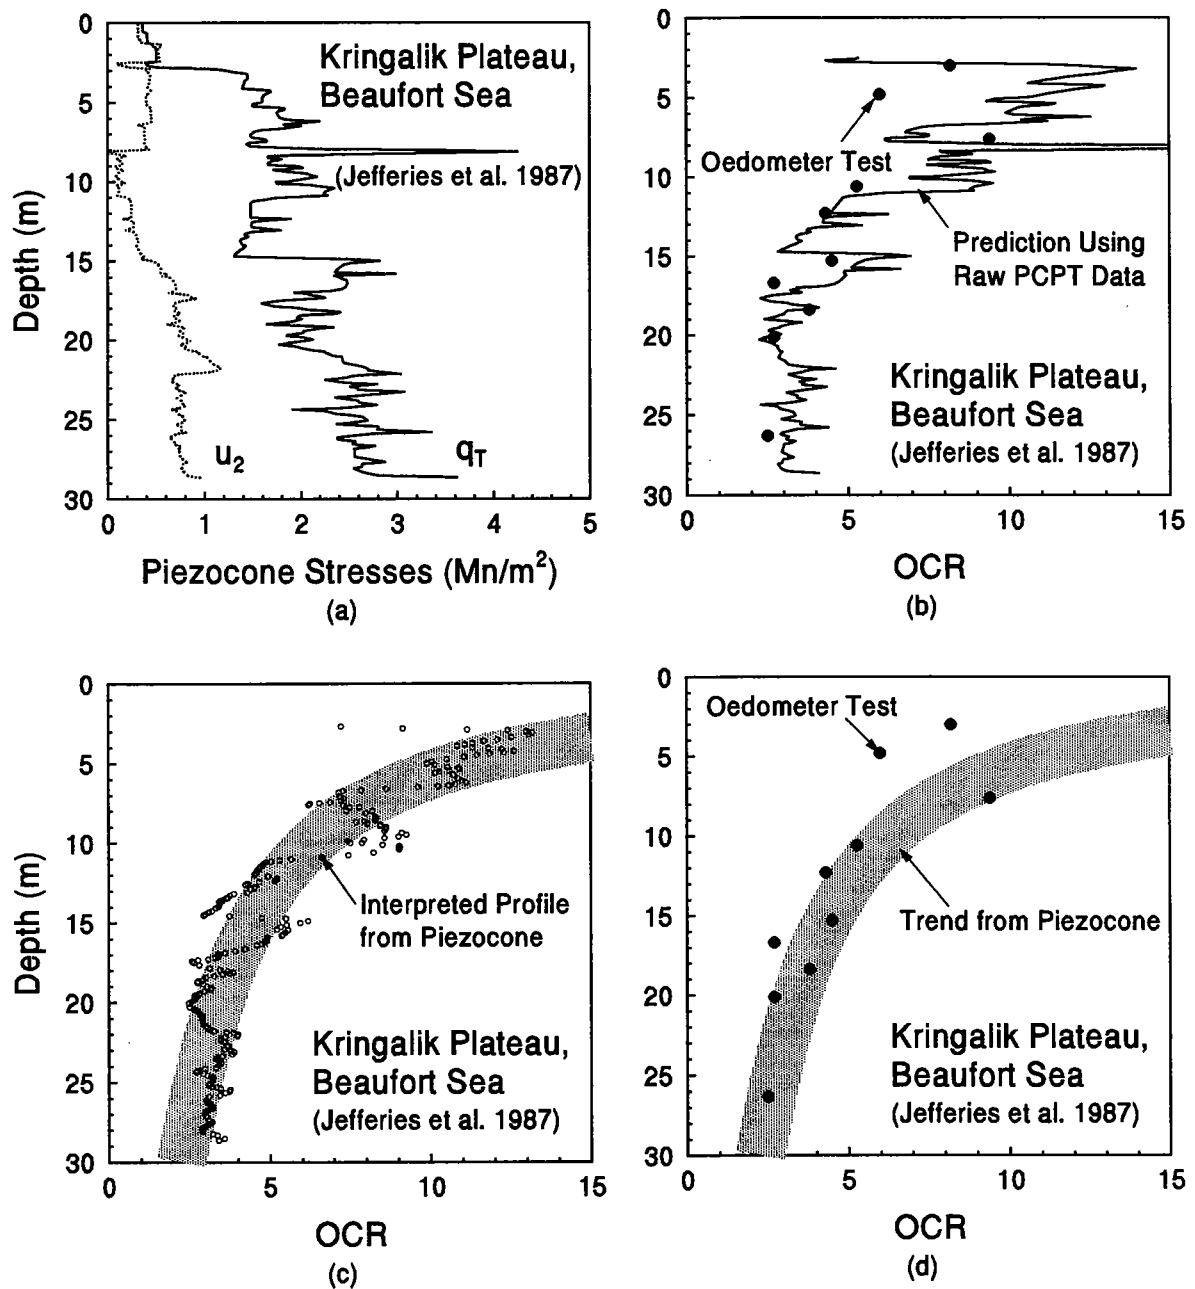 0
5
10
15
20
25
30
Depth (m)
Kringalik Plateau,
Beaufort Sea
(Jefferies et al. 1987)
u2
qT
0 1 2 3 4 5
Piezocone Stresses (Mn/m²)
(a)
0
5
10
15
20
25
30
Oedometer Test
Prediction Using
Raw PCPT Data
Kringalik Plateau,
Beaufort Sea
(Jefferies et al. 1987)
0 5 10 15
OCR
(b)
0
5
10
15
20
25
30
Depth (m)
Interpreted Profile
from Piezocone
Kringalik Plateau,
Beaufort Sea
(Jefferies et al. 1987)
0 5 10 15
OCR
(c)
0
5
10
15
20
25
30
Oedometer Test
Trend from Piezocone
Kringalik Plateau,
Beaufort Sea
(Jefferies et al. 1987)
0 5 10 15
OCR
(d)